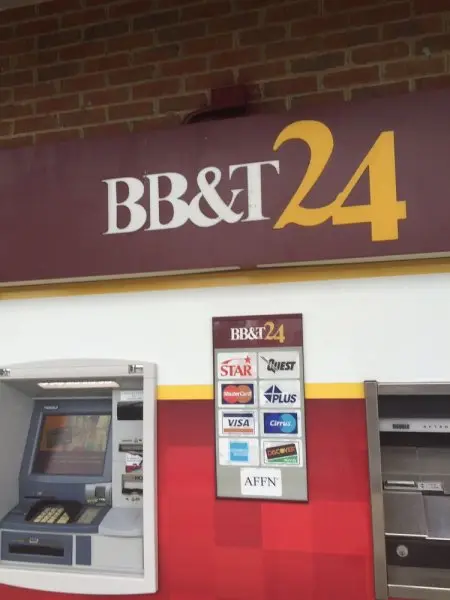 BB&T24
BB&T24
STAR
QUEST
MasterCard
PLUS
VISA
Cirrus
DISCOVER
AFFN